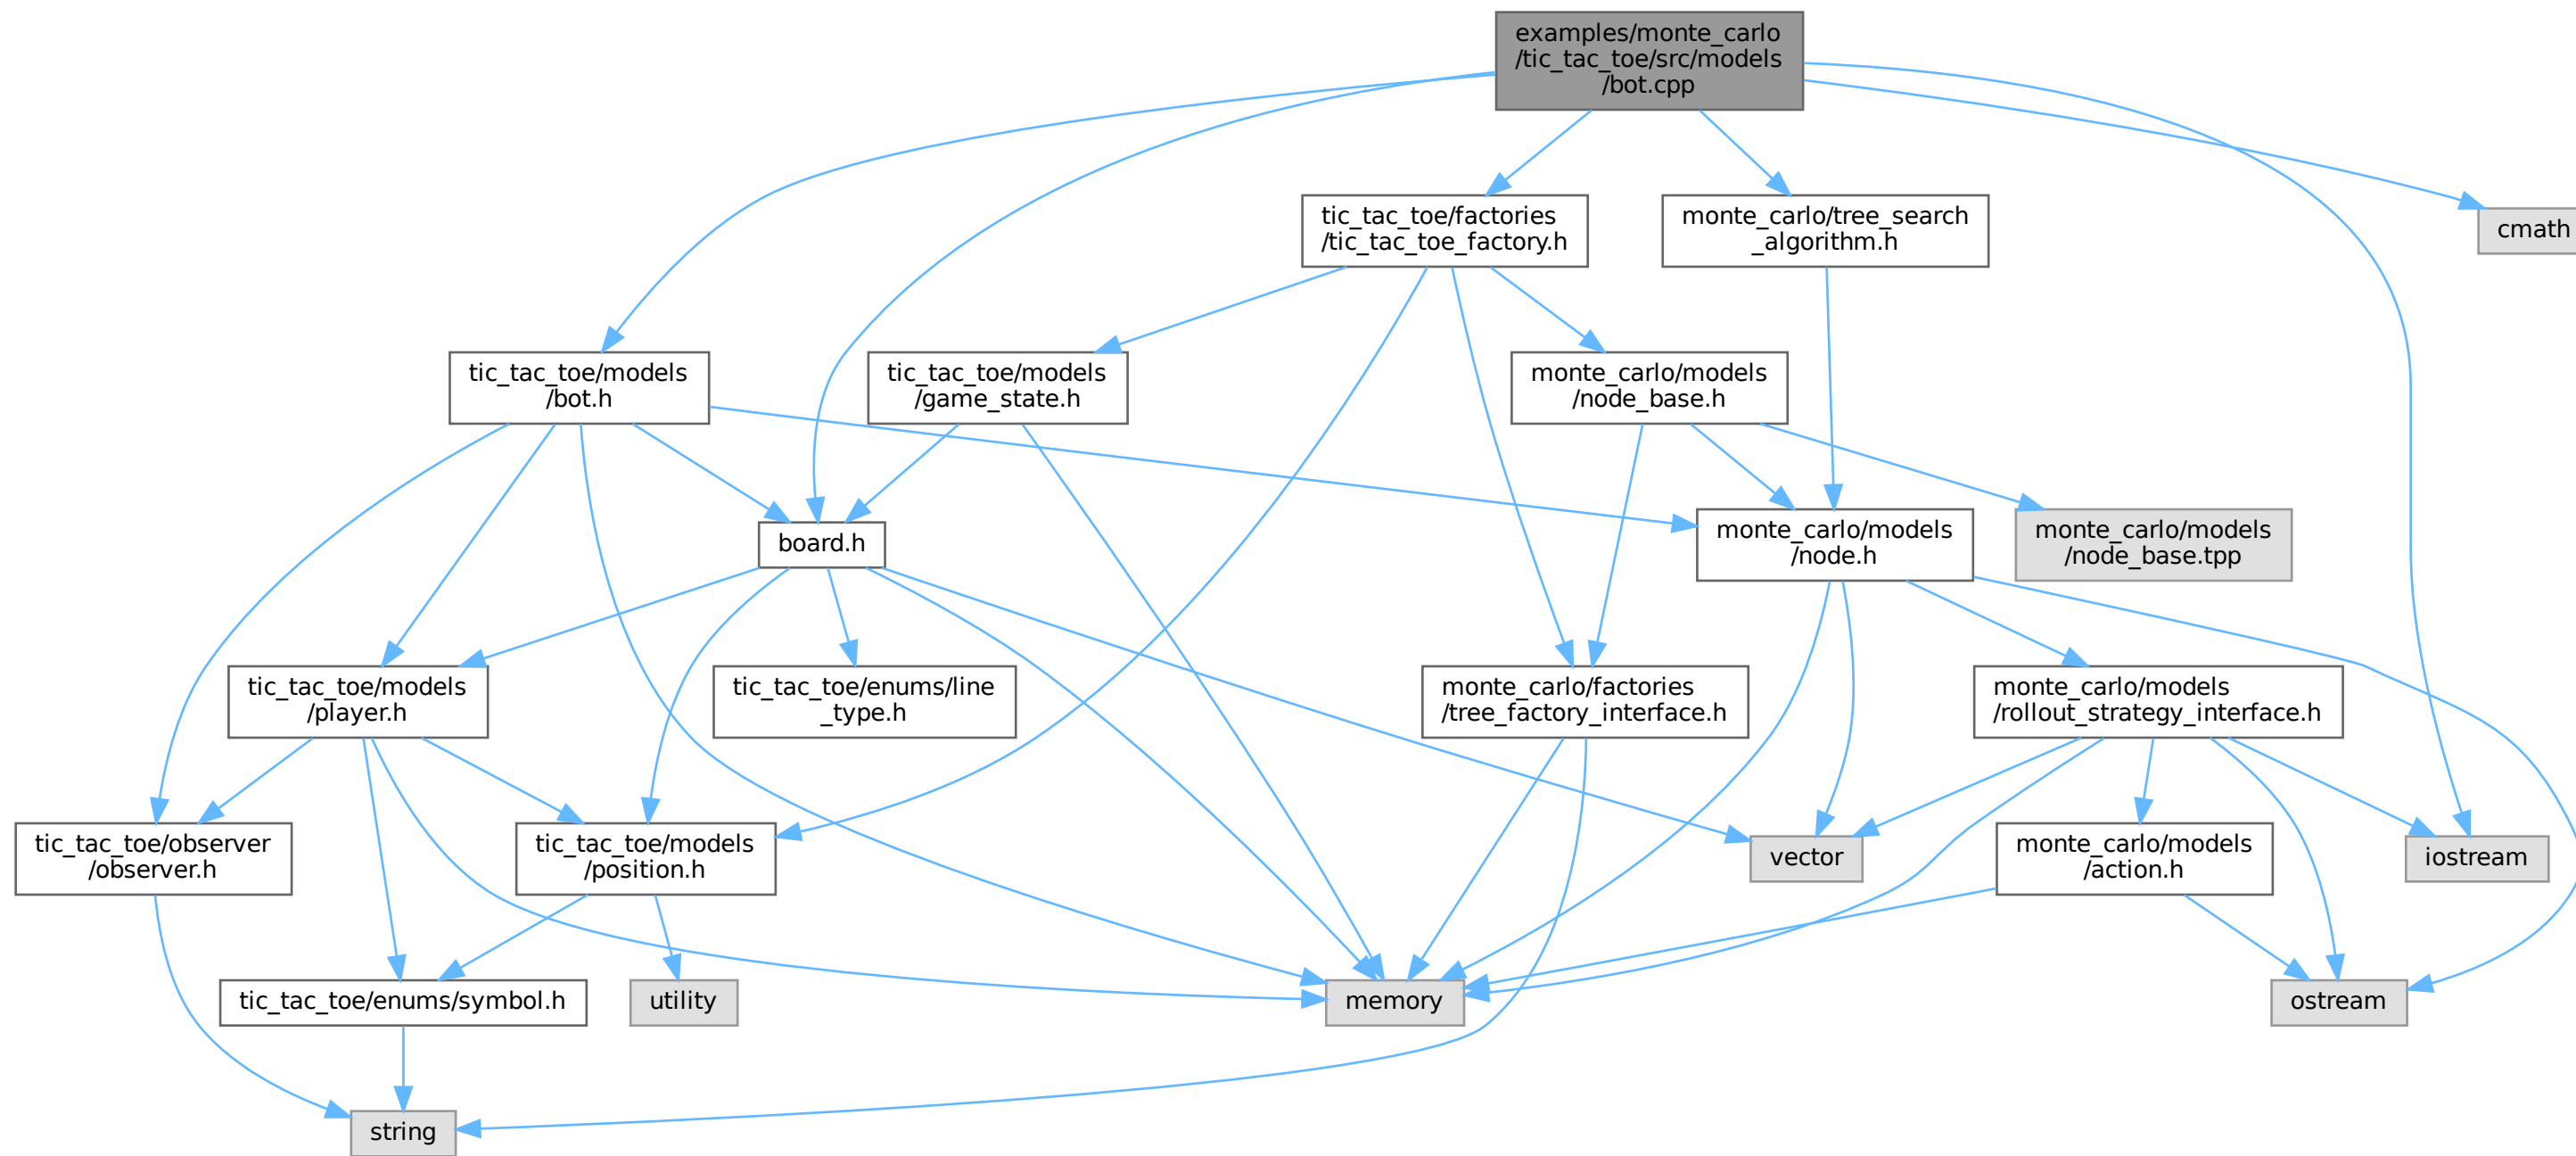 examples/monte_carlo
/tic_tac_toe/src/models
/bot.cpp
tic_tac_toe/factories
/tic_tac_toe_factory.h
monte_carlo/tree_search
_algorithm.h
cmath
tic_tac_toe/models
/bot.h
tic_tac_toe/models
/game_state.h
monte_carlo/models
/node_base.h
board.h
monte_carlo/models
/node.h
monte_carlo/models
/node_base.tpp
tic_tac_toe/models
/player.h
tic_tac_toe/enums/line
_type.h
monte_carlo/factories
/tree_factory_interface.h
monte_carlo/models
/rollout_strategy_interface.h
tic_tac_toe/observer
/observer.h
tic_tac_toe/models
/position.h
vector
monte_carlo/models
/action.h
iostream
tic_tac_toe/enums/symbol.h
utility
memory
ostream
string